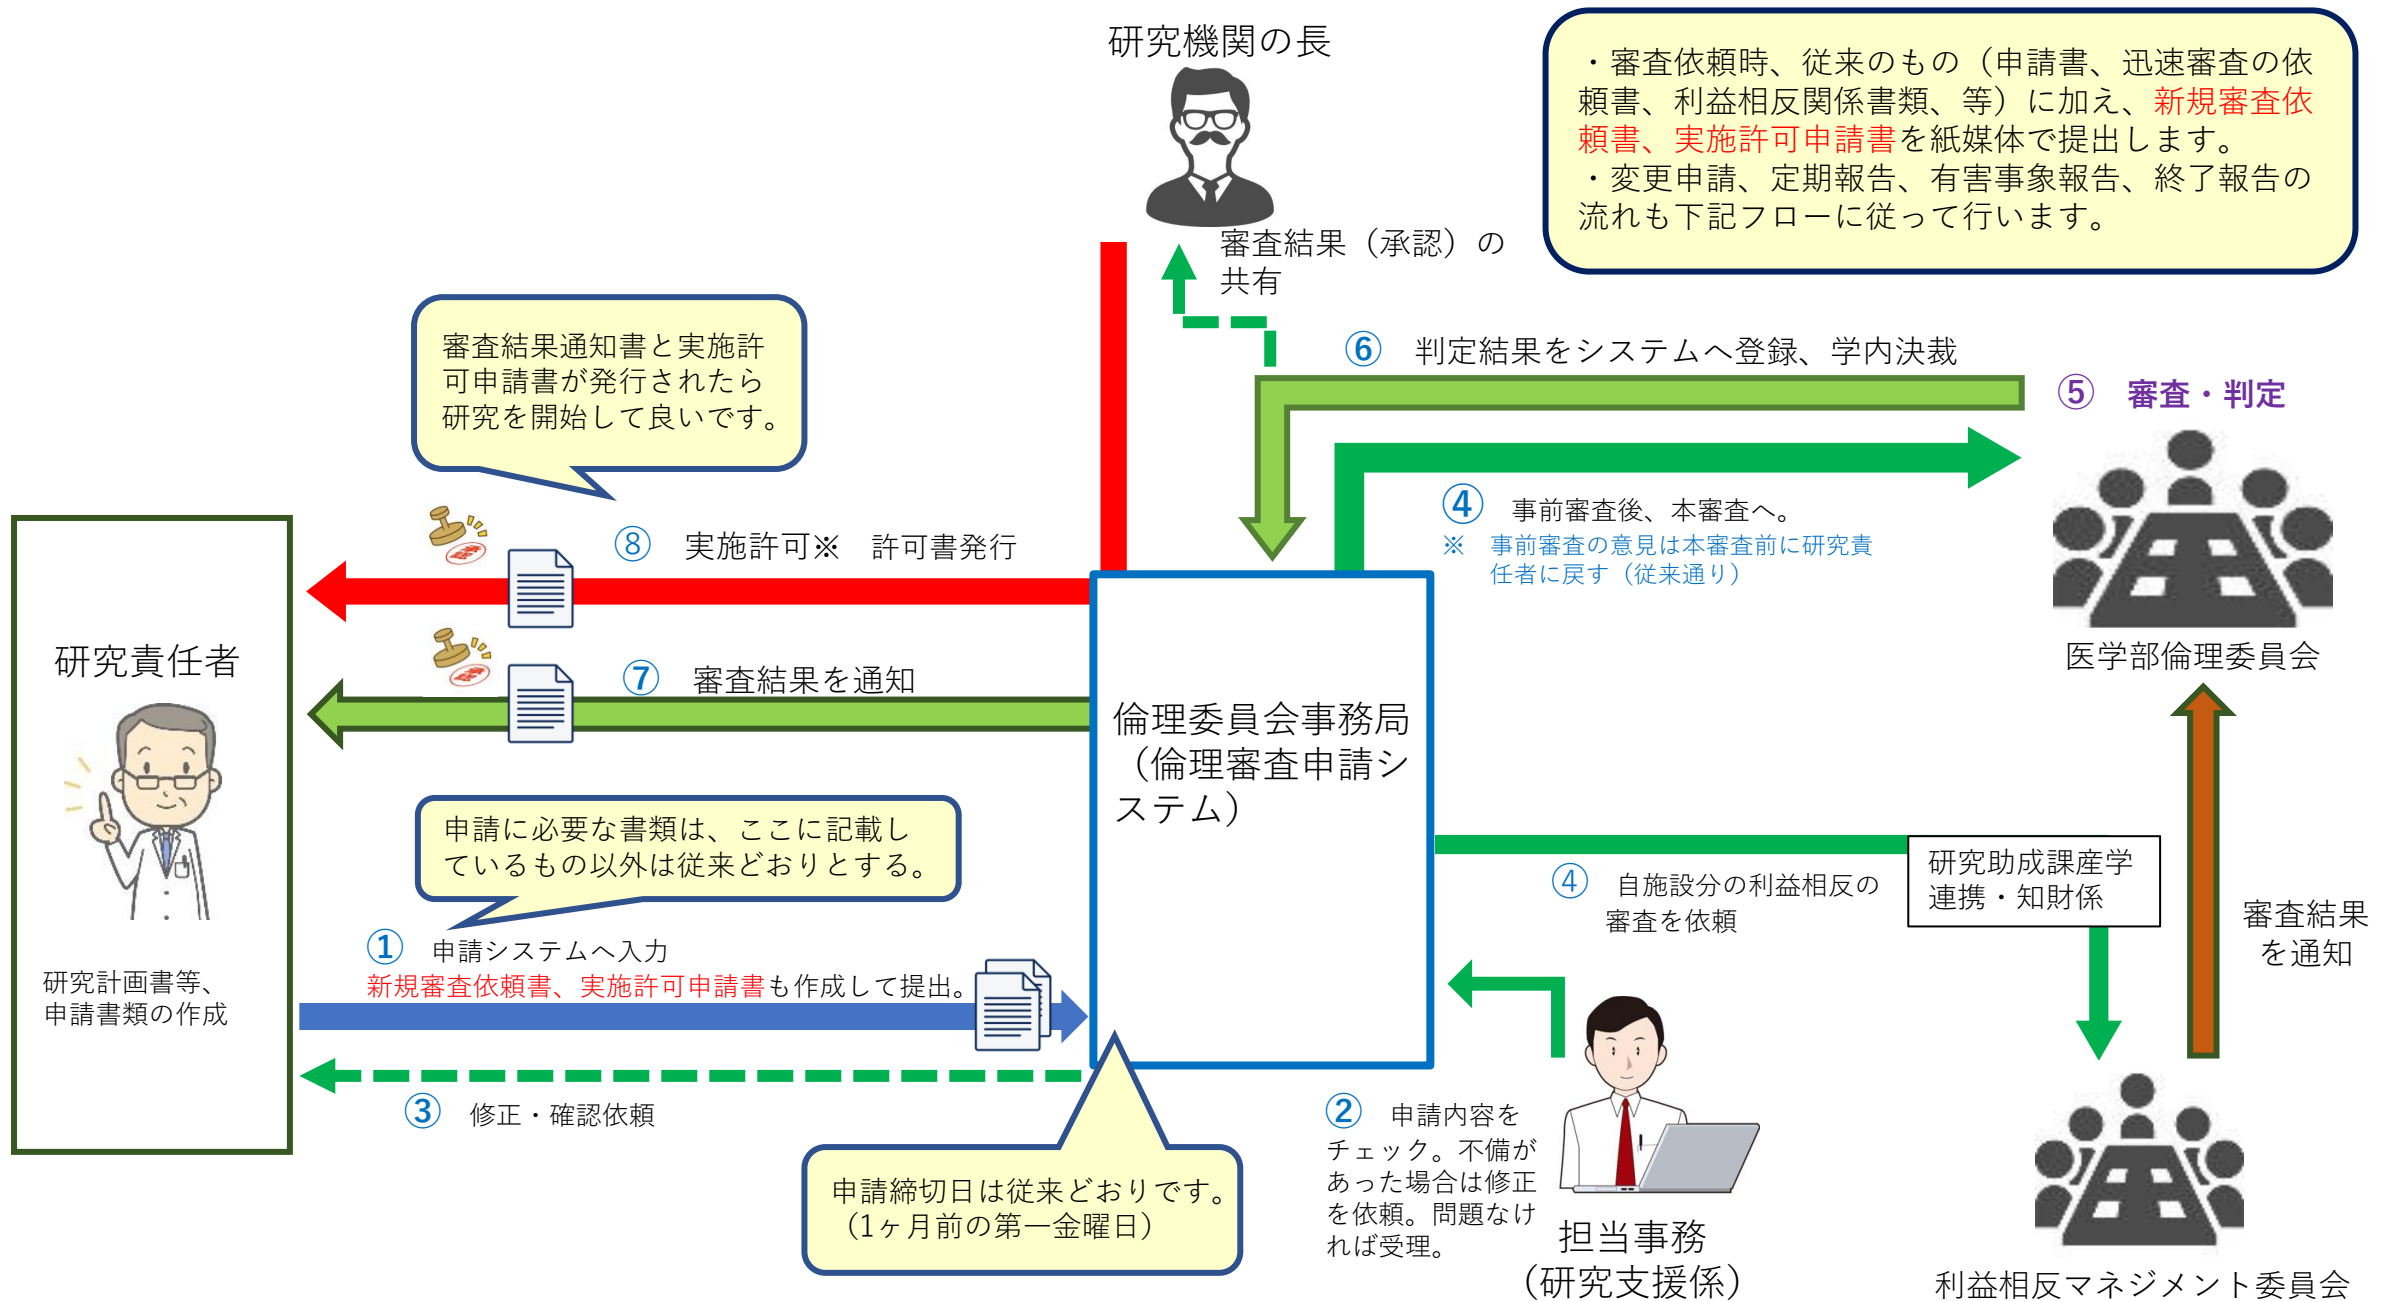 研究機関の長
・審査依頼時、従来のもの（申請書、迅速審査の依
頼書、利益相反関係書類、等）に加え、新規審査依
頼書、実施許可申請書を紙媒体で提出します。
・変更申請、定期報告、有害事象報告、終了報告の
流れも下記フローに従って行います。
審査結果（承認）の
共有
審査結果通知書と実施許
可申請書が発行されたら
研究を開始して良いです。
⑥ 判定結果をシステムへ登録、学内決裁
⑤ 審査・判定
④ 事前審査後、本審査へ。
※ 事前審査の意見は本審査前に研究責
任者に戻す（従来通り）
⑧ 実施許可※ 許可書発行
医学部倫理委員会
研究責任者
⑦ 審査結果を通知
倫理委員会事務局
（倫理審査申請シ
ステム）
申請に必要な書類は、ここに記載し
ているもの以外は従来どおりとする。
研究助成課産学
連携・知財係
④ 自施設分の利益相反の
審査を依頼
審査結果
を通知
① 申請システムへ入力
新規審査依頼書、実施許可申請書も作成して提出。
研究計画書等、
申請書類の作成
③ 修正・確認依頼
② 申請内容を
チェック。不備が
あった場合は修正
を依頼。問題なけ
れば受理。
申請締切日は従来どおりです。
（1ヶ月前の第一金曜日）
担当事務
（研究支援係）
利益相反マネジメント委員会